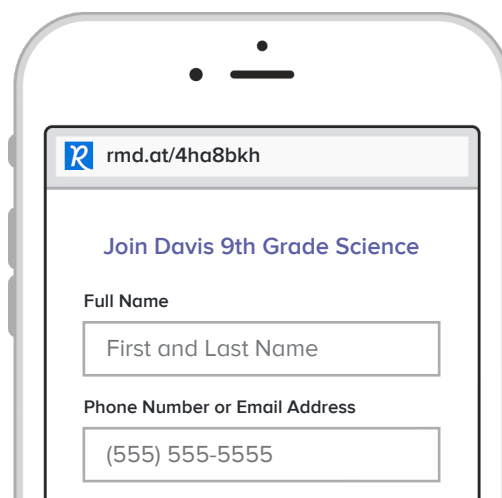 rmd.at/4ha8bkh
Join Davis 9th Grade Science
Full Name
First and Last Name
Phone Number or Email Address
(555) 555-5555